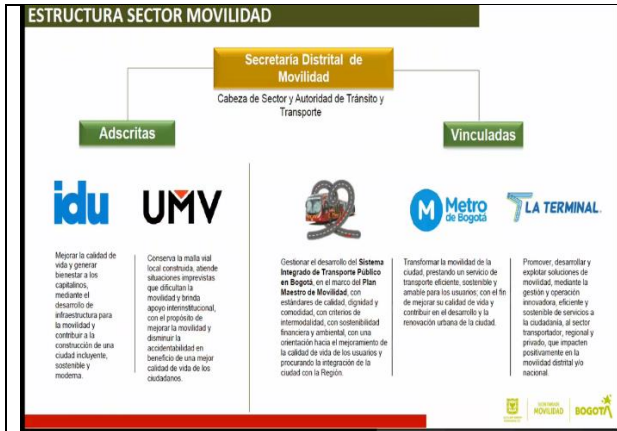 ESTRUCTURA SECTOR MOVILIDAD
Secretaría Distrital de
Movilidad
Cabeza de Sector y Autoridad de Tránsito y
Transporte
Adscritas
Vinculadas
idu
UMV
M Metro
de Bogotá
LA TERMINAL
Mejorar la calidad de
vida y generar
bienestar a los
capitalinos,
mediante el
desarrollo de
infraestructura para
la movilidad y
contribuir a la
construcción de una
ciudad incluyente,
sostenible y
moderna.
Conserva la malla vial
local construida, atiende
situaciones imprevistas
que dificultan la
movilidad y brinda
apoyo interinstitucional,
con el propósito de
mejorar la movilidad y
disminuir la
accidentabilidad en
beneficio de una mejor
calidad de vida de los
ciudadanos.
Gestionar el desarrollo del Sistema
Integrado de Transporte Público
en Bogotá, en el marco del Plan
Maestro de Movilidad, con
estándares de calidad, dignidad y
comodidad, con criterios de
intermodalidad, con sostenibilidad
financiera y ambiental, con una
orientación hacia el mejoramiento de
la calidad de vida de los usuarios y
procurando la integración de la
ciudad con la Región.
Transformar la movilidad de la
ciudad, prestando un servicio de
transporte eficiente, sostenible y
amable para los usuarios; con el fin
de mejorar su calidad de vida y
contribuir en el desarrollo y la
renovación urbana de la ciudad.
Promover, desarrollar y
explotar soluciones de
movilidad, mediante la
gestión y operación
innovadora, eficiente y
sostenible de servicios a
la ciudadanía, al sector
transportador, regional y
privado, que impacten
positivamente en la
movilidad distrital y/o
nacional.
MOVILIDAD
BOGOTÁ